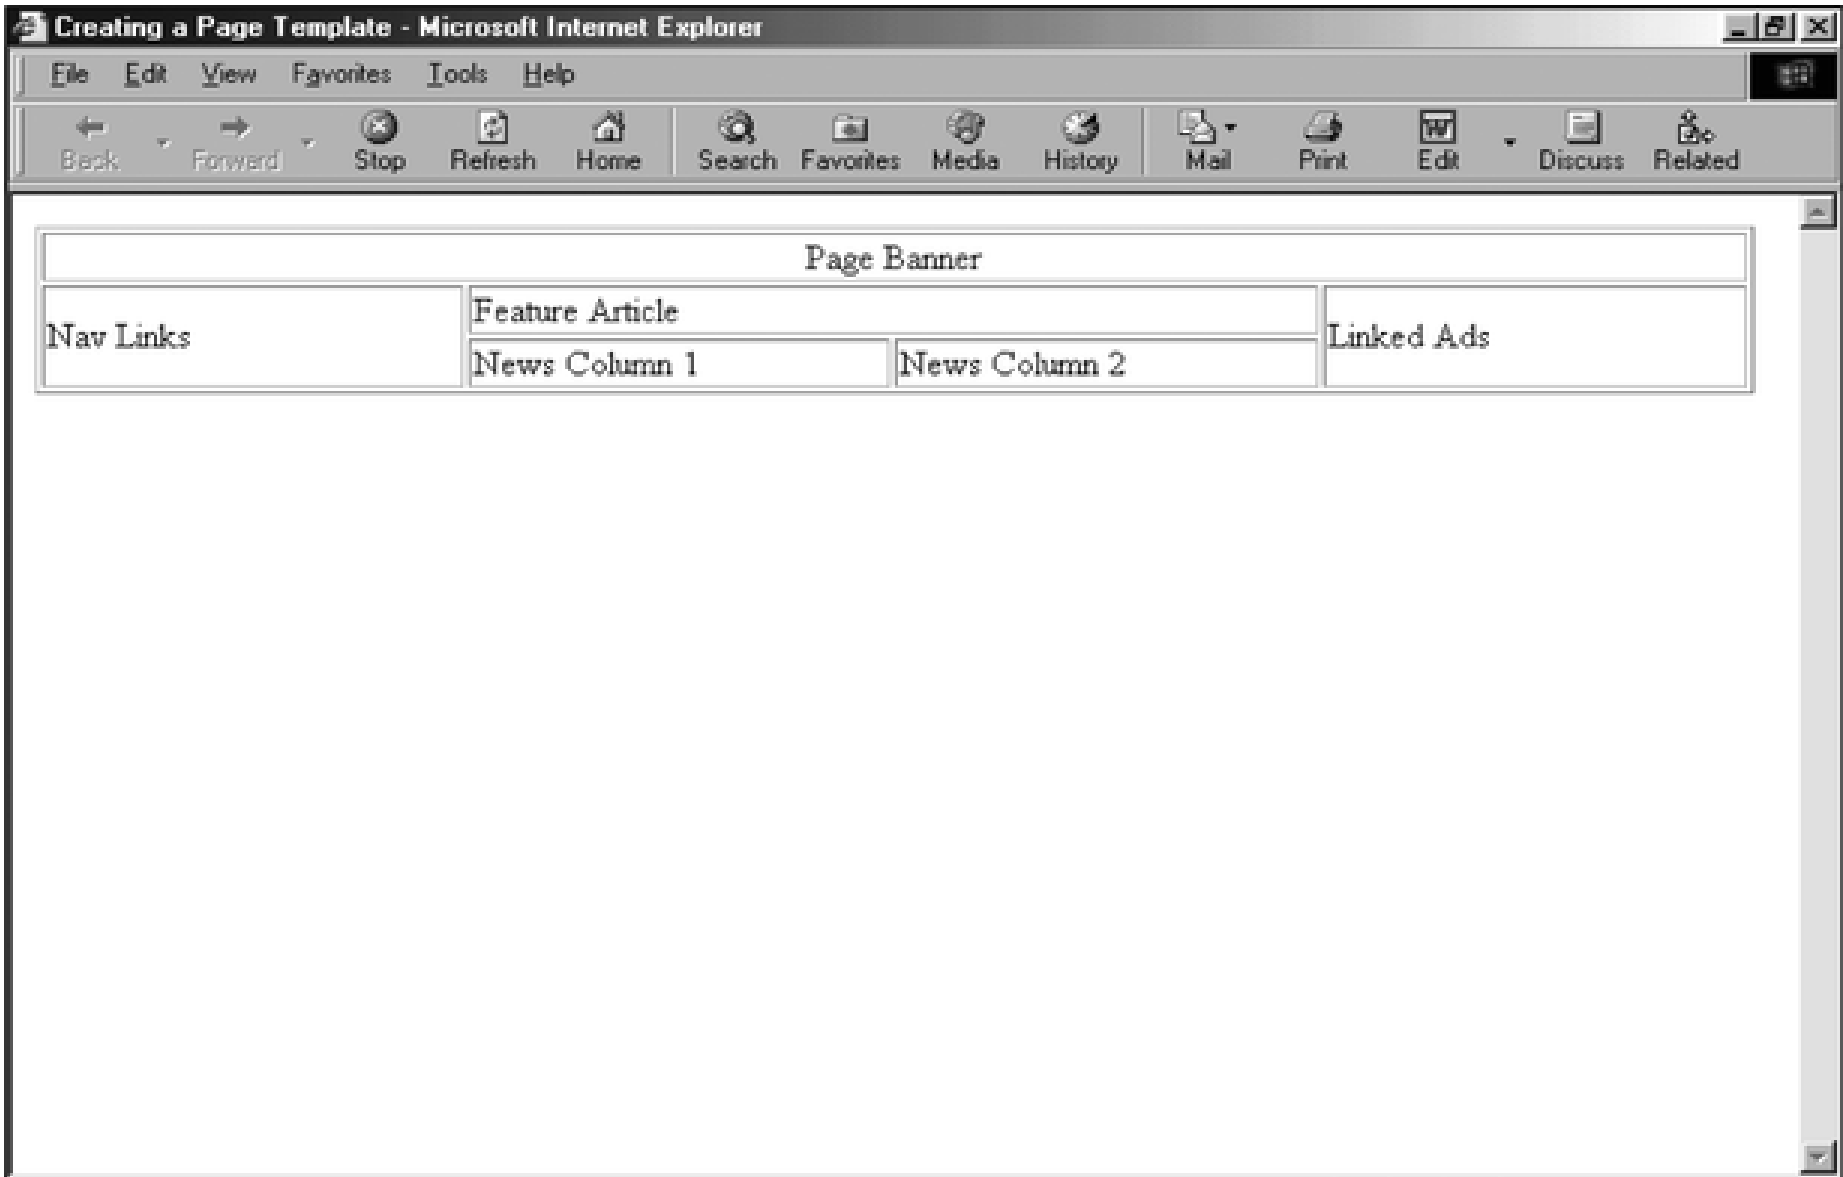 Creating a Page Template - Microsoft Internet Explorer
File Edit View Favorites Tools Help
Back Forward Stop Refresh Home Search Favorites Media History Mail Print Edit Discuss Related
Page Banner
Nav Links
Feature Article
News Column 1
News Column 2
Linked Ads